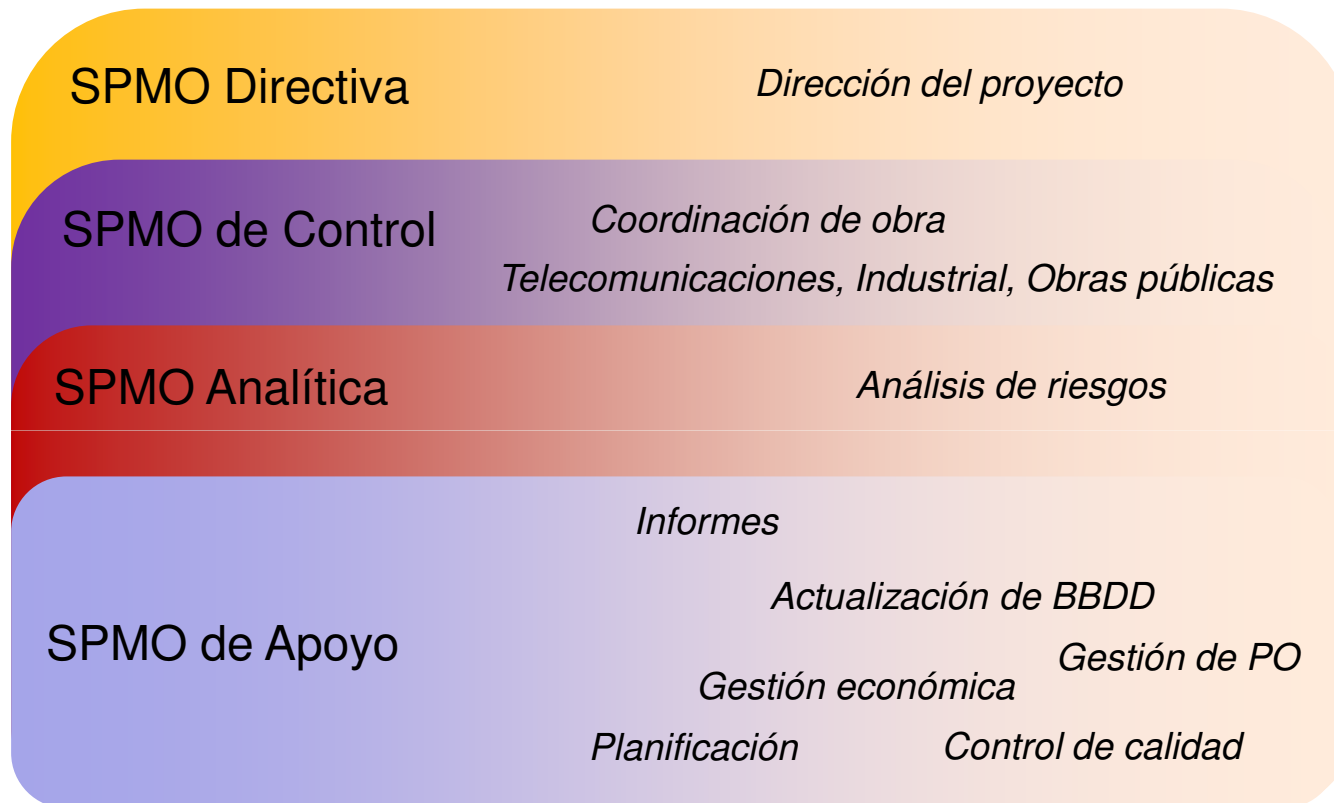 SPMO Directiva
Dirección del proyecto
SPMO de Control
Coordinación de obra
Telecomunicaciones, Industrial, Obras públicas
SPMO Analítica
Análisis de riesgos
SPMO de Apoyo
Informes
Actualización de BBDD
Gestión de PO
Gestión económica
Planificación
Control de calidad